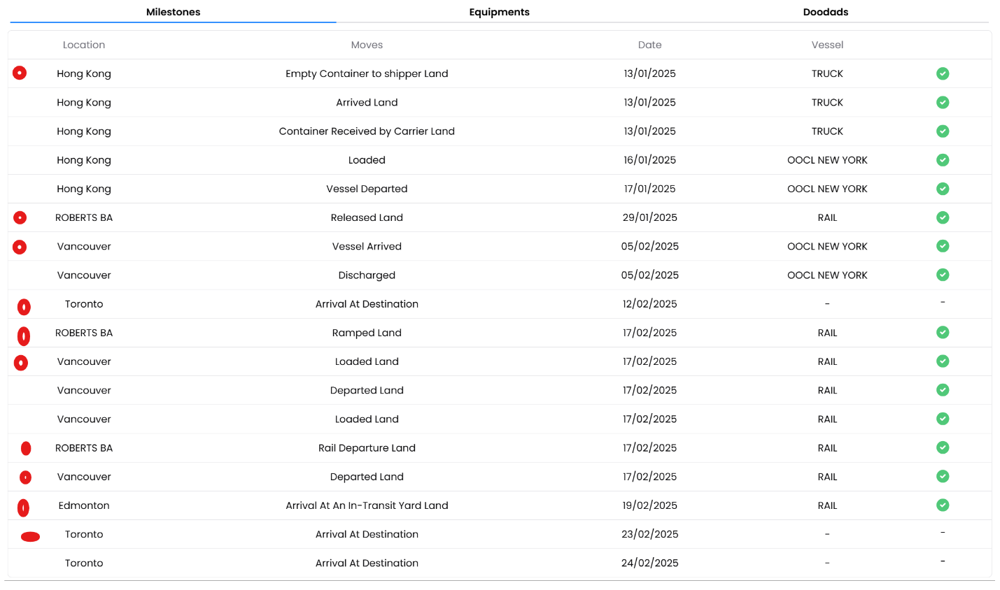 Milestones Equipments Doodads
Location Moves Date Vessel
Hong Kong Empty Container to shipper Land 13/01/2025 TRUCK
Hong Kong Arrived Land 13/01/2025 TRUCK
Hong Kong Container Received by Carrier Land 13/01/2025 TRUCK
Hong Kong Loaded 16/01/2025 OOCL NEW YORK
Hong Kong Vessel Departed 17/01/2025 OOCL NEW YORK
ROBERTS BA Released Land 29/01/2025 RAIL
Vancouver Vessel Arrived 05/02/2025 OOCL NEW YORK
Vancouver Discharged 05/02/2025 OOCL NEW YORK
Toronto Arrival At Destination 12/02/2025 - -
ROBERTS BA Ramped Land 17/02/2025 RAIL
Vancouver Loaded Land 17/02/2025 RAIL
Vancouver Departed Land 17/02/2025 RAIL
Vancouver Loaded Land 17/02/2025 RAIL
ROBERTS BA Rail Departure Land 17/02/2025 RAIL
Vancouver Departed Land 17/02/2025 RAIL
Edmonton Arrival At An In-Transit Yard Land 19/02/2025 RAIL
Toronto Arrival At Destination 23/02/2025 - -
Toronto Arrival At Destination 24/02/2025 - -